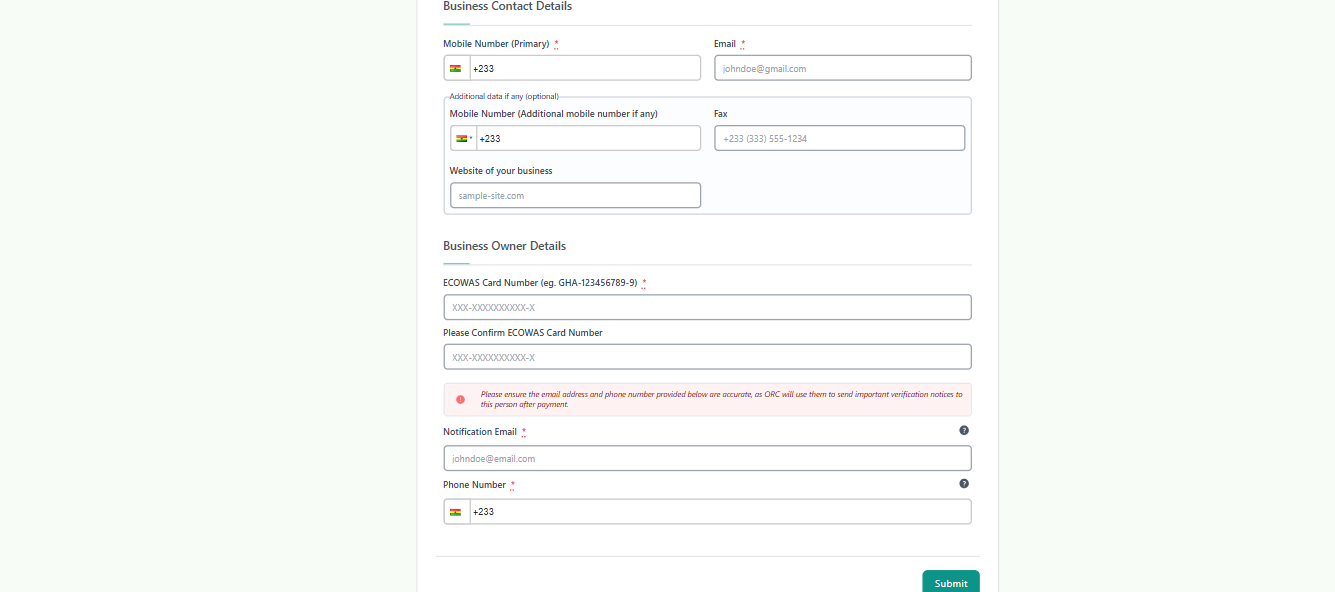 Business Contact Details
Mobile Number (Primary) *
Email *
+233
johndoe@gmail.com
Additional data if any (optional)
Mobile Number (Additional mobile number if any)
Fax
+233
+233 (333) 555-1234
Website of your business
sample-site.com
Business Owner Details
ECOWAS Card Number (eg. GHA-123456789-9) *
XXX-XXXXXXXXXX-X
Please Confirm ECOWAS Card Number
XXX-XXXXXXXXXX-X
Please ensure the email address and phone number provided below are accurate, as ORC will use them to send important verification notices to
this person after payment.
Notification Email *
johndoe@email.com
Phone Number *
+233
Submit